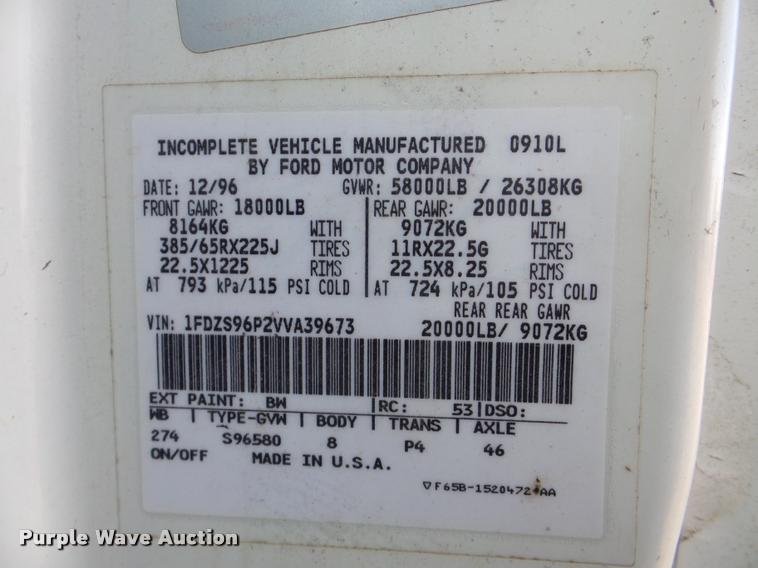 INCOMPLETE VEHICLE MANUFACTURED 0910L
BY FORD MOTOR COMPANY
DATE: 12/96 GVWR: 58000LB / 26308KG
FRONT GAWR: 18000LB REAR GAWR: 20000LB
8164KG WITH 9072KG WITH
385/65RX225J TIRES 11RX22.5G TIRES
22.5X1225 RIMS 22.5X8.25 RIMS
AT 793 kPa/115 PSI COLD AT 724 kPa/105 PSI COLD
REAR REAR GAWR
VIN: 1FDZS96P2VVA39673 20000LB/ 9072KG
EXT PAINT: BW RC: 53 DSO:
WB TYPE-GVW BODY TRANS AXLE
274 S96580 8 P4 46
ON/OFF MADE IN U.S.A.
F65B-1520472-AA
Purple Wave Auction